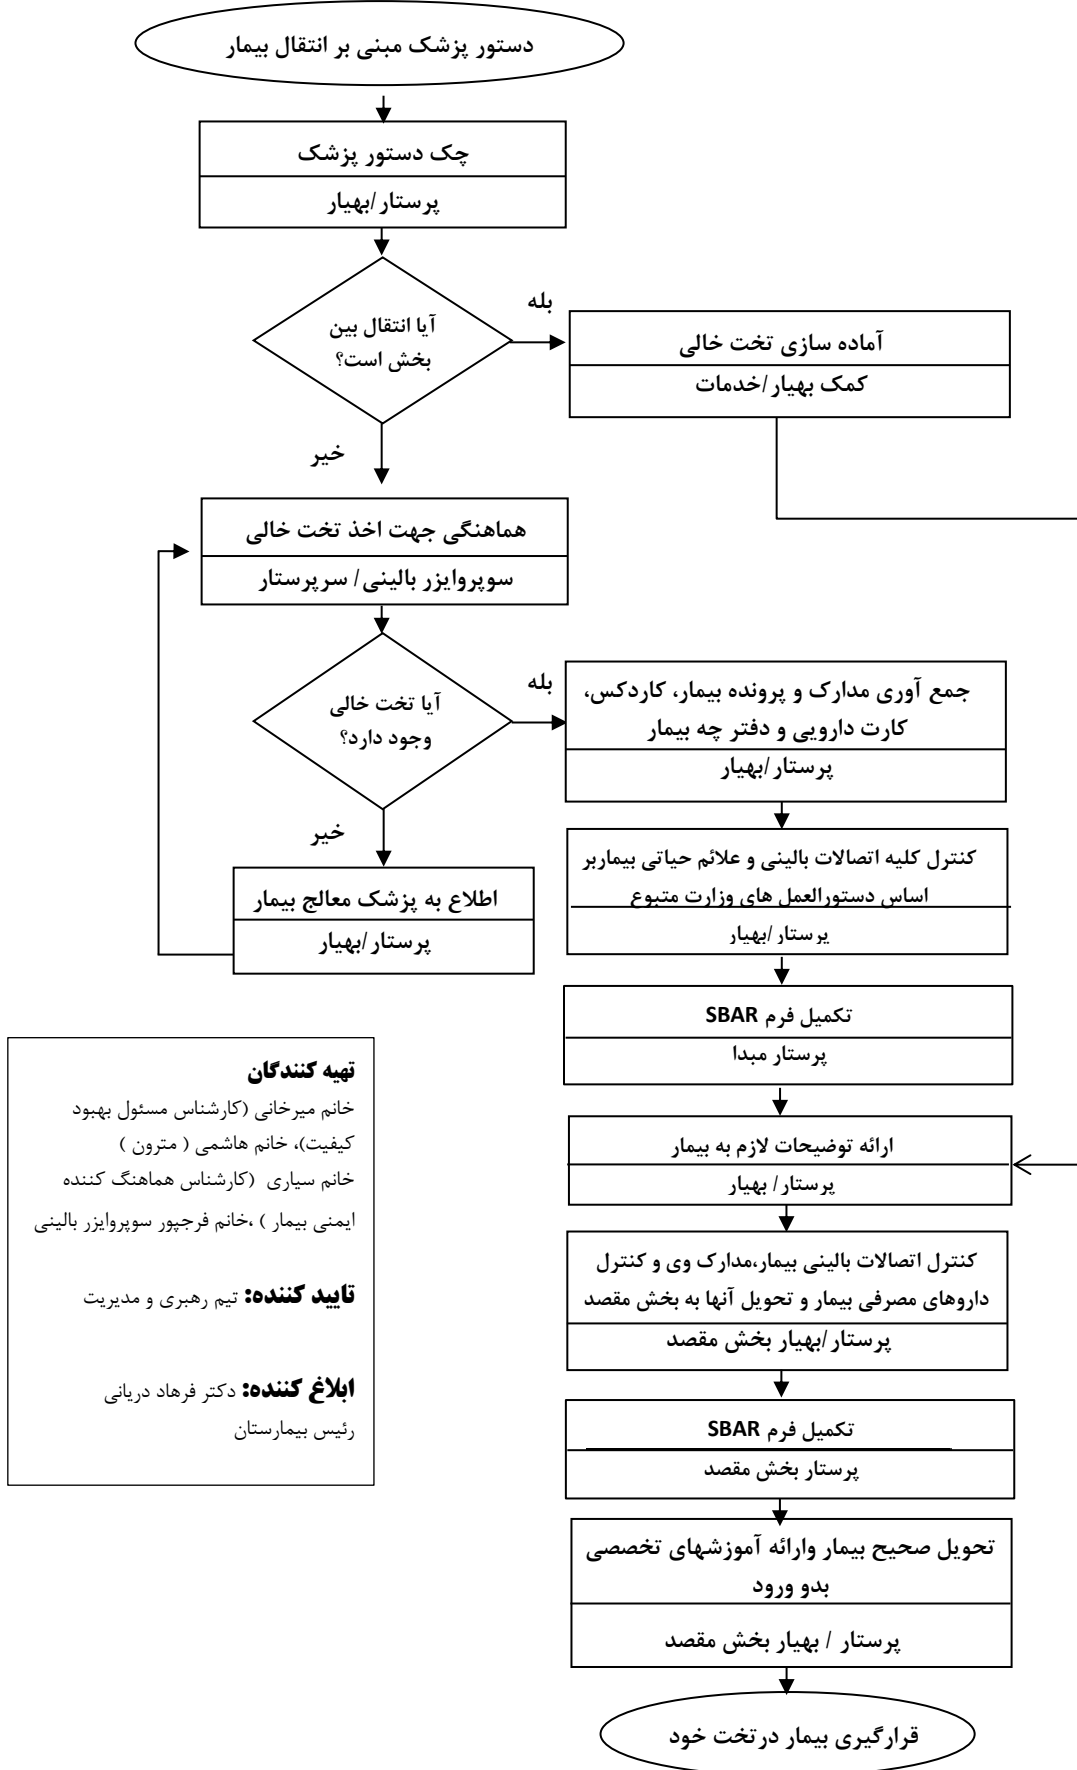 دستور پزشک مبنی بر انتقال بیمار
چک دستور پزشک
پرستار/بهیار
آیا انتقال بین
بخش است؟
بله
آماده سازی تخت خالی
کمک بهیار/خدمات
خیر
هماهنگی جهت اخذ تخت خالی
سوپروایزر بالینی/ سرپرستار
آیا تخت خالی
وجود دارد؟
بله
جمع آوری مدارک و پرونده بیمار، کاردکس،
کارت دارویی و دفتر چه بیمار
پرستار/بهیار
خیر
اطلاع به پزشک معالج بیمار
پرستار/بهیار
کنترل کلیه اتصالات بالینی و علائم حیاتی بیماربر
اساس دستورالعمل های وزارت متبوع
پرستار/بهیار
تکمیل فرم SBAR
پرستار مبدا
ارائه توضیحات لازم به بیمار
پرستار/ بهیار
کنترل اتصالات بالینی بیمار،مدارک وی و کنترل
داروهای مصرفی بیمار و تحویل آنها به بخش مقصد
پرستار/بهیار بخش مقصد
تکمیل فرم SBAR
پرستار بخش مقصد
تحویل صحیح بیمار وارائه آموزشهای تخصصی
بدو ورود
پرستار / بهیار بخش مقصد
قرارگیری بیمار درتخت خود
تهیه کنندگان
خانم میرخانی (کارشناس مسئول بهبود
کیفیت)، خانم هاشمی ( مترون )
خانم سیاری (کارشناس هماهنگ کننده
ایمنی بیمار ) ،خانم فرجپور سوپروایزر بالینی
تایید کننده: تیم رهبری و مدیریت
ابلاغ کننده: دکتر فرهاد دریانی
رئیس بیمارستان